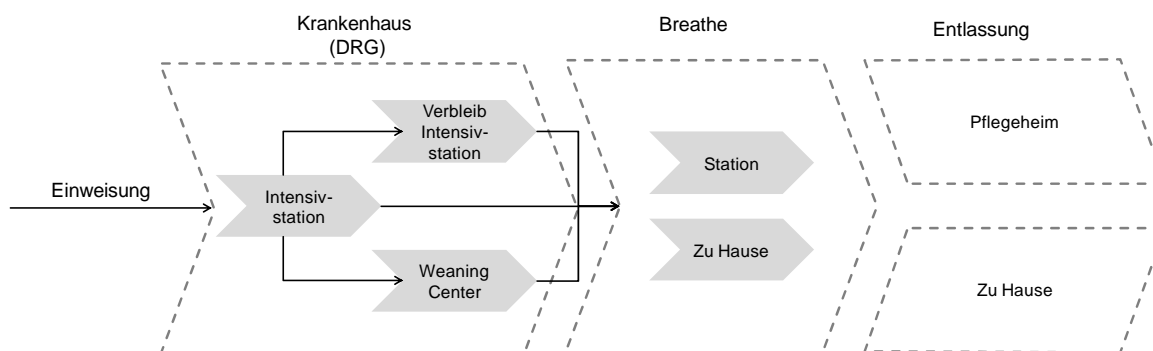 Krankenhaus
(DRG)
Breathe
Entlassung
Einweisung
Intensiv-
station
Verbleib
Intensiv-
station
Weaning
Center
Station
Zu Hause
Pflegeheim
Zu Hause